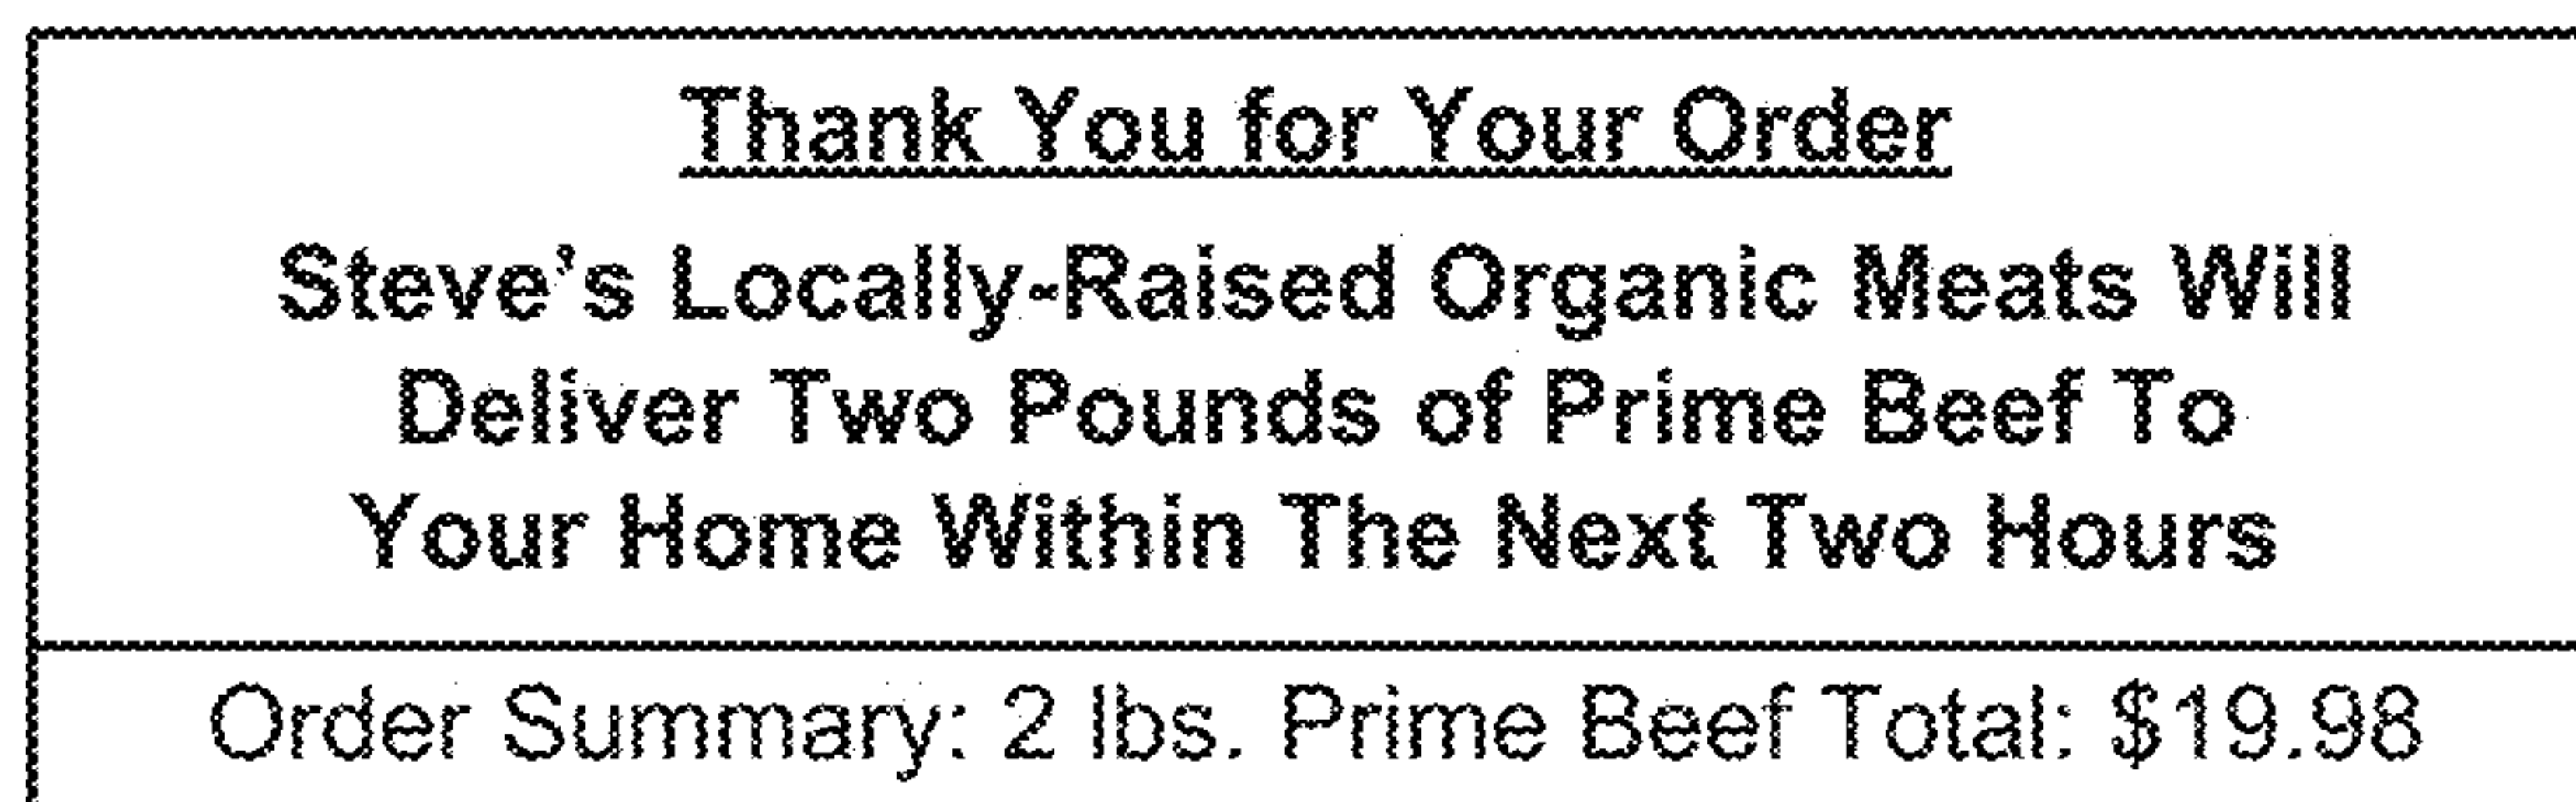 Thank You for Your Order
Steve's Locally-Raised Organic Meats Will
Deliver Two Pounds of Prime Beef To
Your Home Within The Next Two Hours
Order Summary: 2 lbs. Prime Beef Total: $19.98